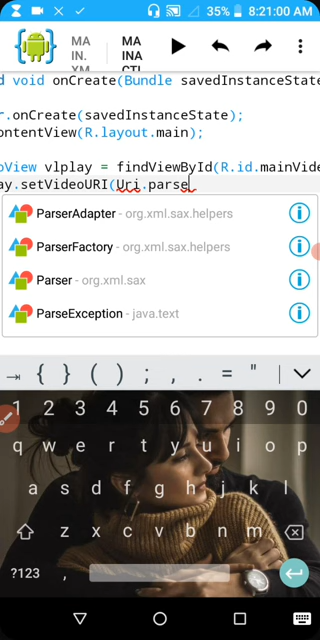 35% 8:21:00 AM
MA IN. XM
MA INA CTI
d void onCreate(Bundle savedInstanceState
r.onCreate(savedInstanceState);
ontentView(R.layout.main);
oView vlplay = findViewById(R.id.mainVide
ay.setVideoURI(Uri.parse
ParserAdapter - org.xml.sax.helpers
ParserFactory - org.xml.sax.helpers
Parser - org.xml.sax
ParseException - java.text
→ { } ( ) ; , . = " |
1 2 3 4 5 6 7 8 9 0
q w e r t y u i o p
a s d f g h j k l
z x c v b n m
?123 , .